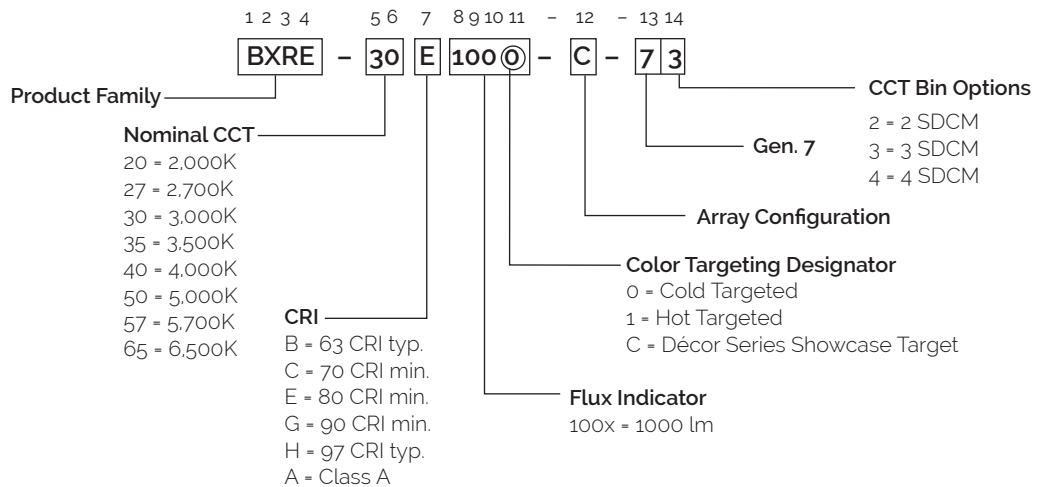 1 2 3 4 5 6 7 8 9 10 11 – 12 – – 13 14
BXRE – 30 E 100 0 – C – 7 3
Product Family
Nominal CCT
20 = 2,000K
27 = 2,700K
30 = 3,000K
35 = 3,500K
40 = 4,000K
50 = 5,000K
57 = 5,700K
65 = 6,500K
CRI
B = 63 CRI typ.
C = 70 CRI min.
E = 80 CRI min.
G = 90 CRI min.
H = 97 CRI typ.
A = Class A
Flux Indicator
100x = 1000 lm
Color Targeting Designator
0 = Cold Targeted
1 = Hot Targeted
C = Décor Series Showcase Target
Array Configuration
Gen. 7
CCT Bin Options
2 = 2 SDCM
3 = 3 SDCM
4 = 4 SDCM